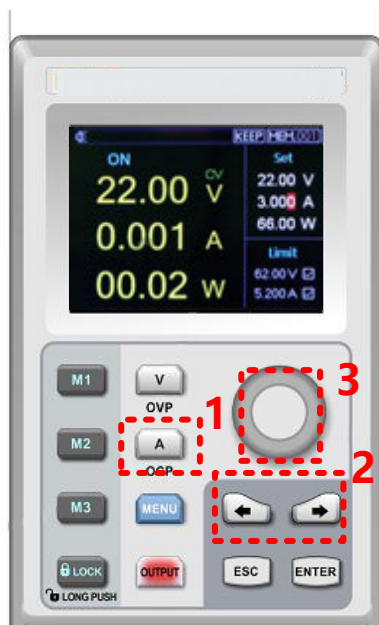 KEEP MEM 001
ON
Set
22.00 V
CV
22.00 V
3.000 A
66.00 W
0.001 A
Limit
62.00 V
5.200 A
00.02 W
M1
V
OVP
3
1
M2
A
OCP
2
M3
MENU
LOCK
OUTPUT
ESC
ENTER
LONG PUSH